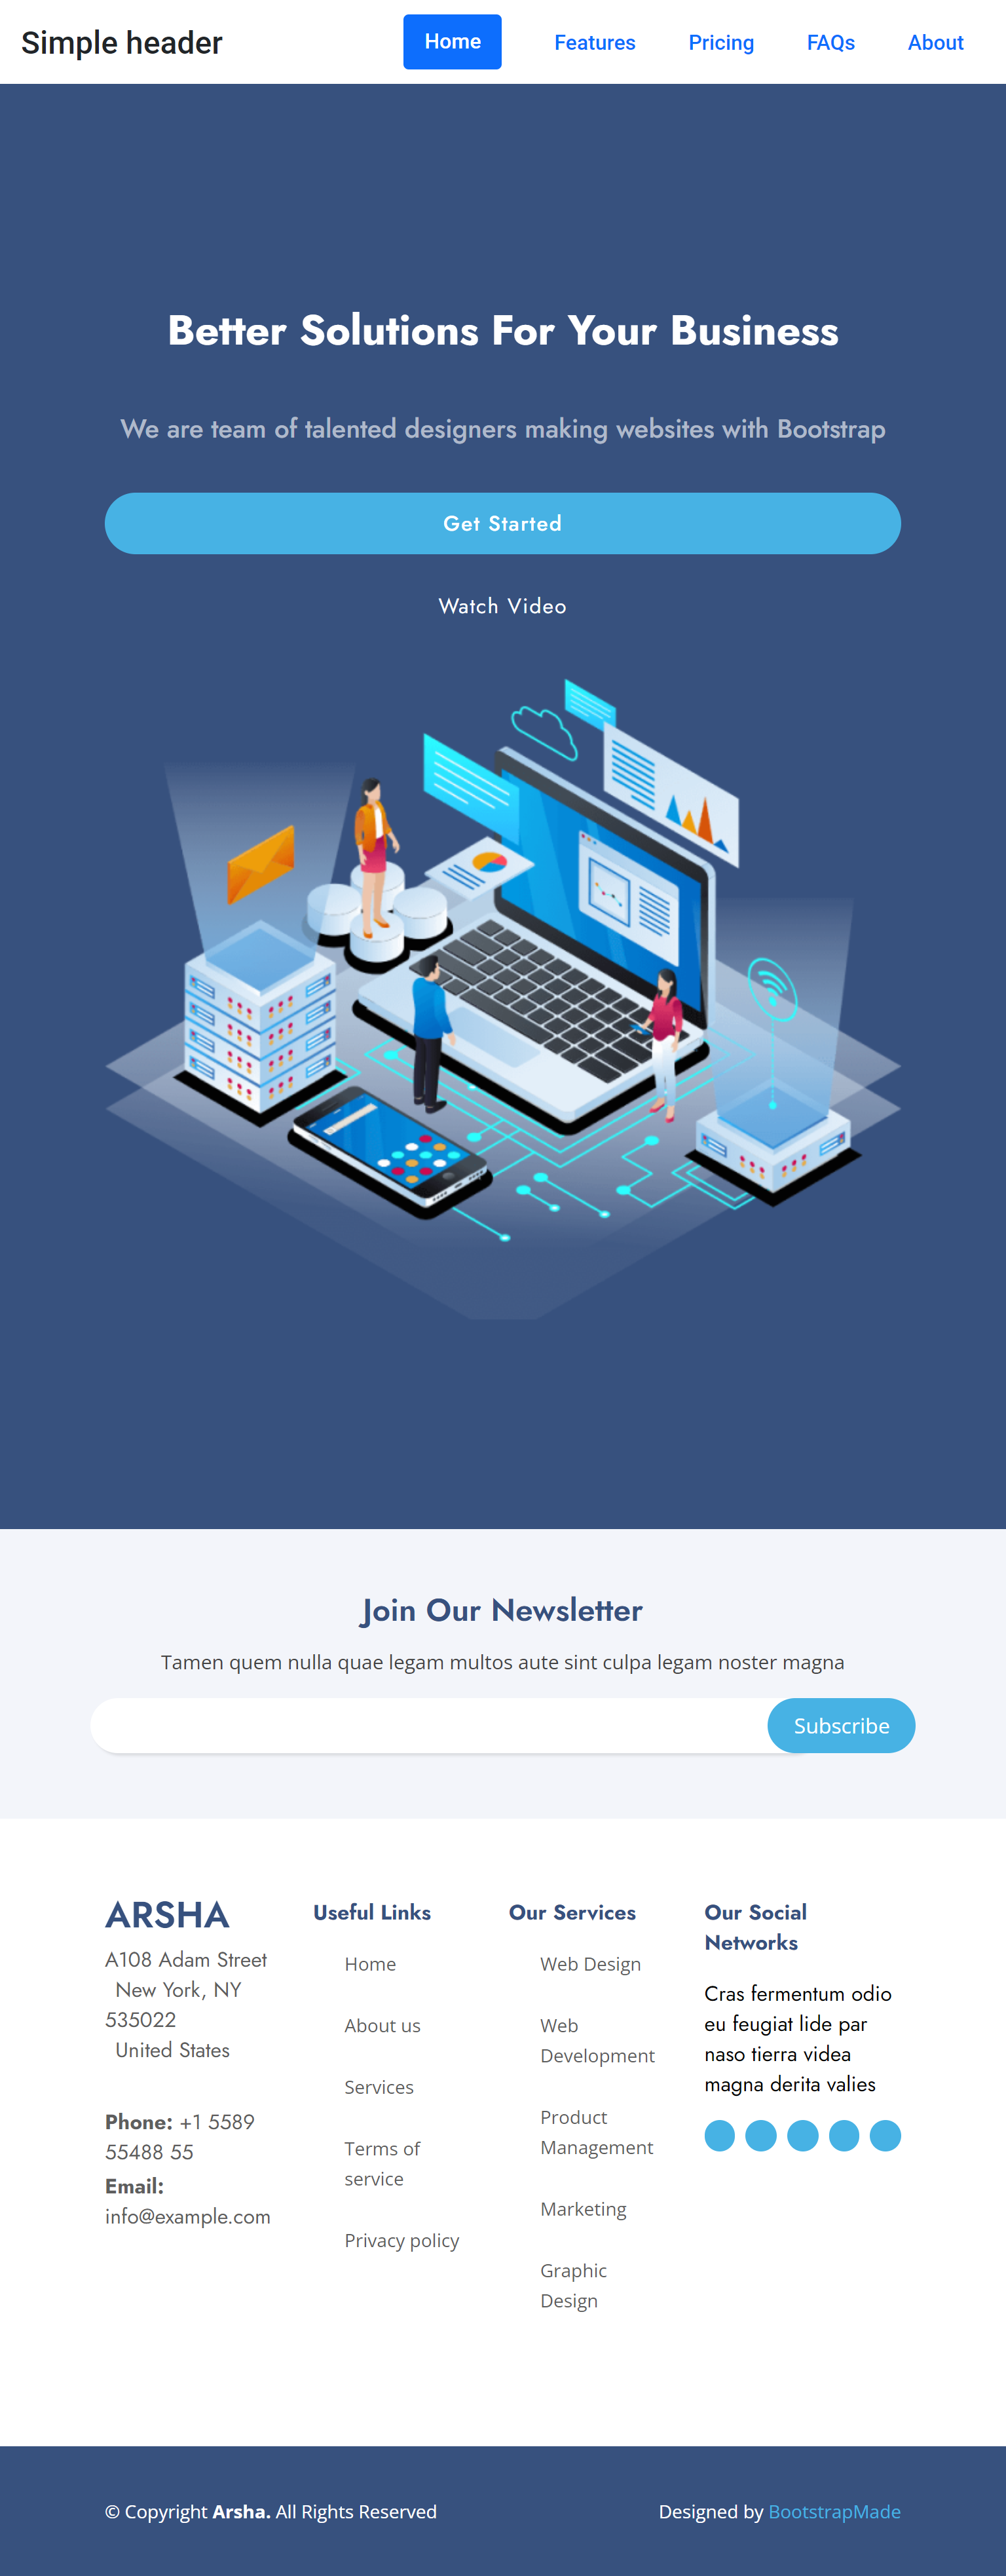 Simple header
Home
Features
Pricing
FAQs
About
Better Solutions For Your Business
We are team of talented designers making websites with Bootstrap
Get Started
Watch Video
Join Our Newsletter
Tamen quem nulla quae legam multos aute sint culpa legam noster magna
Subscribe
ARSHA
A108 Adam Street
New York, NY
535022
United States
Phone: +1 5589
55488 55
Email:
info@example.com
Useful Links
Home
About us
Services
Terms of
service
Privacy policy
Our Services
Web Design
Web
Development
Product
Management
Marketing
Graphic
Design
Our Social
Networks
Cras fermentum odio
eu feugiat lide par
naso tierra videa
magna derita valies
© Copyright Arsha. All Rights Reserved
Designed by BootstrapMade